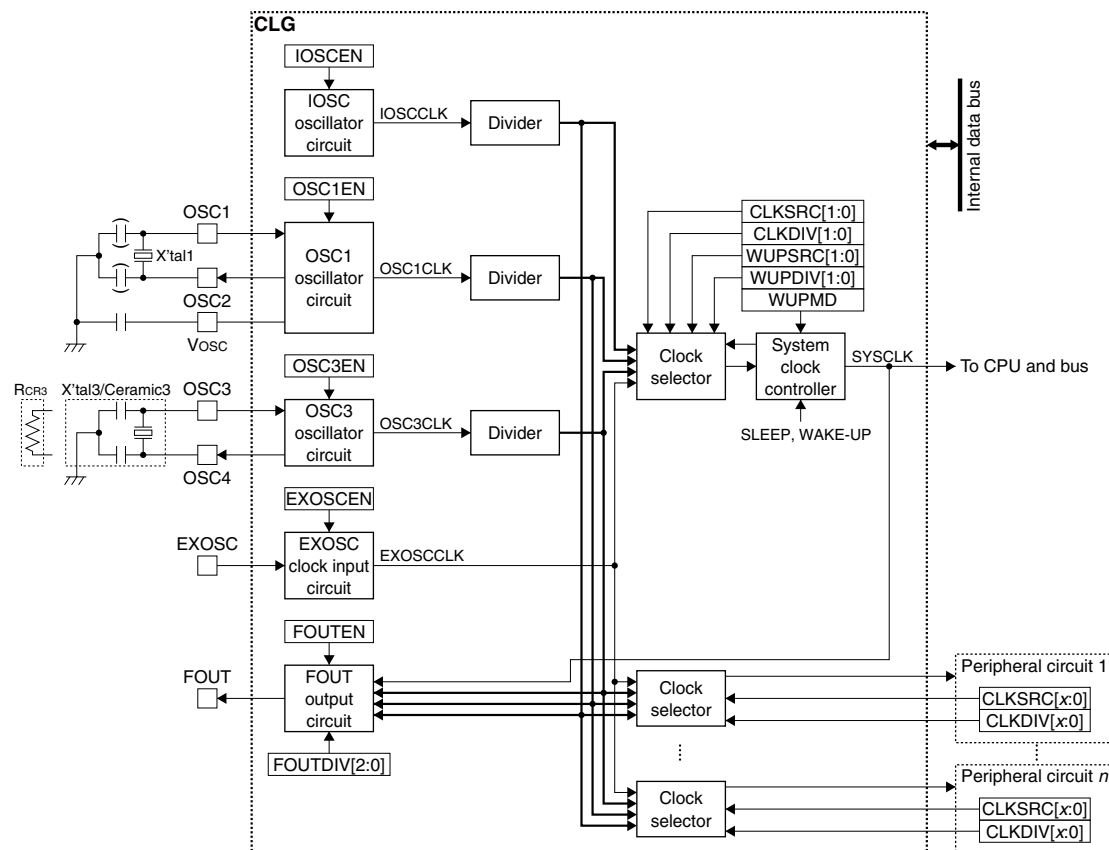 CLG
IOSCEN
IOSC
oscillator
circuit
IOSCCLK
Divider
Internal data bus
OSC1EN
OSC1
X'tal1
OSC2
VOSC
OSC1
oscillator
circuit
OSC1CLK
Divider
CLKSRC[1:0]
CLKDIV[1:0]
WUPSRC[1:0]
WUPDIV[1:0]
WUPMD
Clock
selector
System
clock
controller
SYSCLK
To CPU and bus
SLEEP, WAKE-UP
OSC3EN
RCR3
X'tal3/Ceramic3
OSC3
OSC4
OSC3
oscillator
circuit
OSC3CLK
Divider
EXOSCEN
EXOSC
EXOSC
clock input
circuit
EXOSCCLK
FOUTEN
FOUT
FOUT
output
circuit
FOUTDIV[2:0]
Clock
selector
Peripheral circuit 1
CLKSRC[x:0]
CLKDIV[x:0]
Clock
selector
Peripheral circuit n
CLKSRC[x:0]
CLKDIV[x:0]